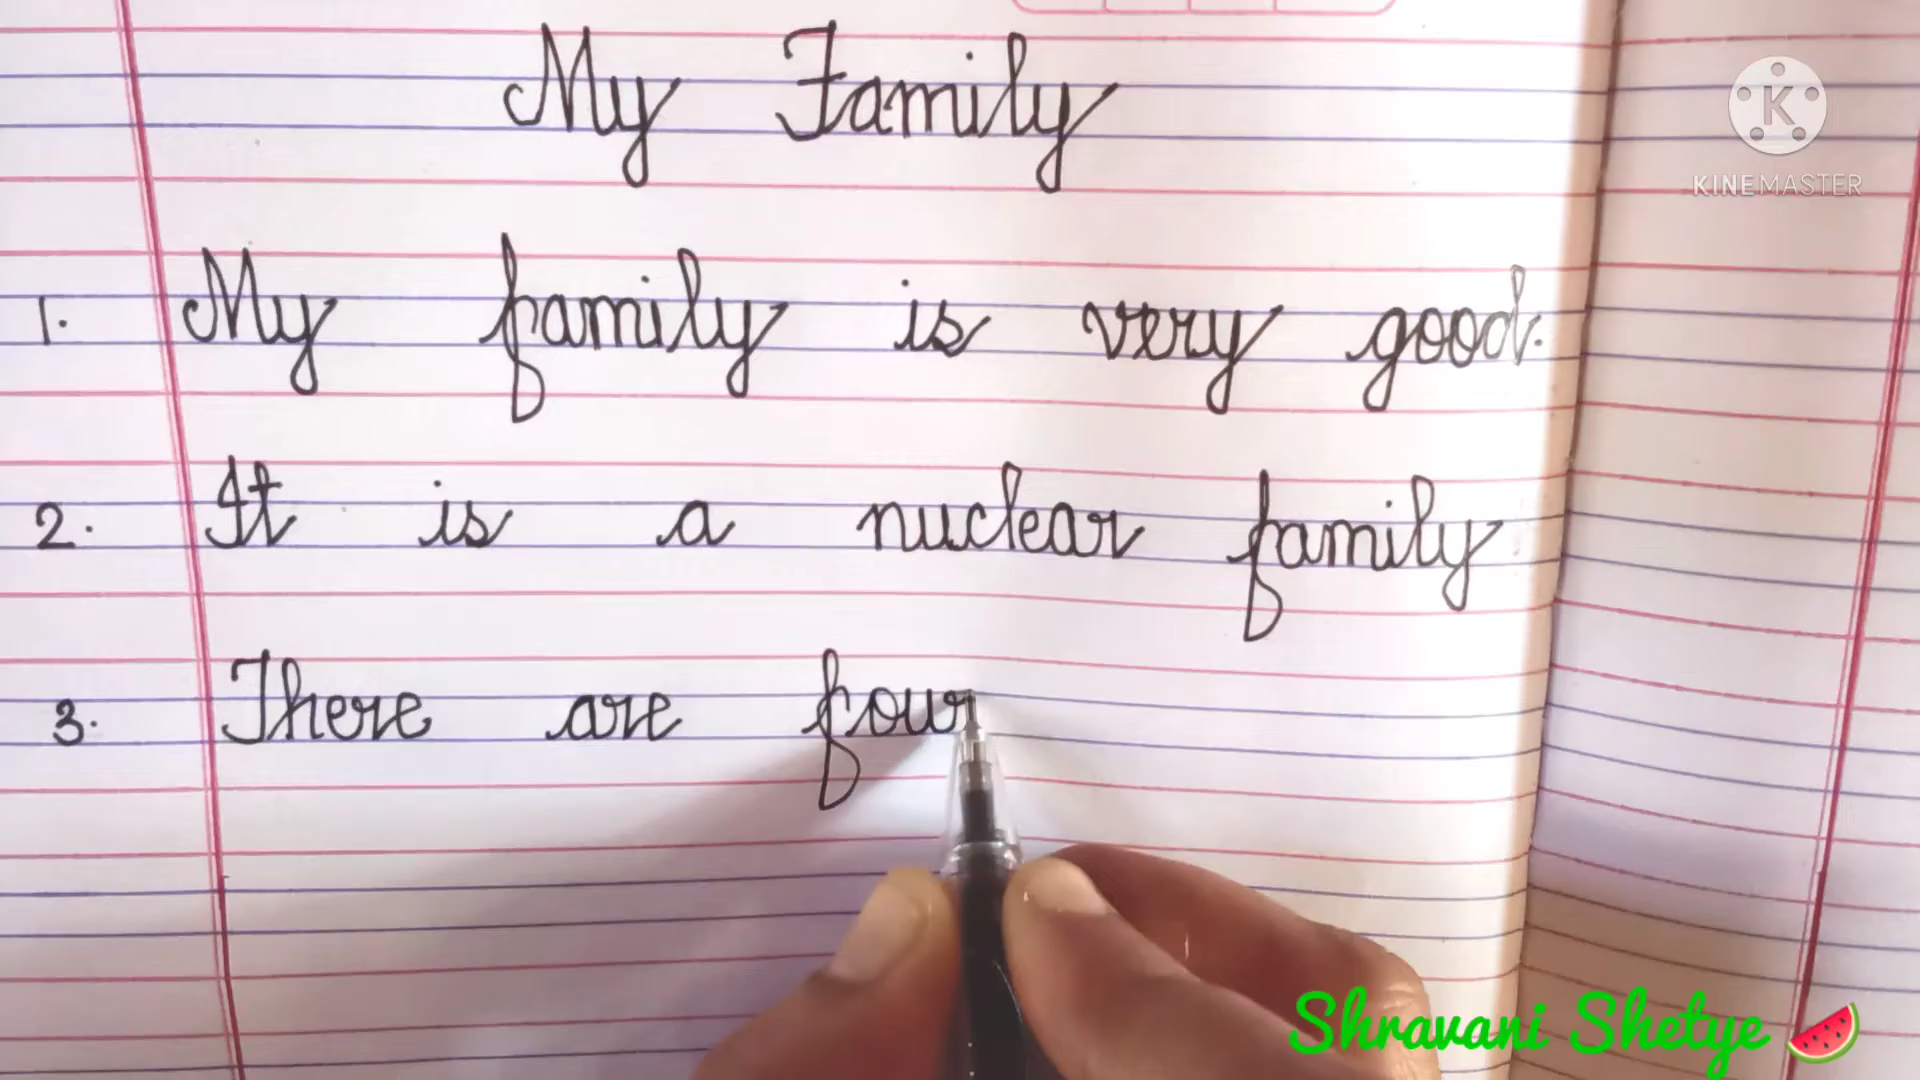 My Family
KINEMASTER
1. My family is very good.
2. It is a nuclear family
3. There are four
Shravani Shetye